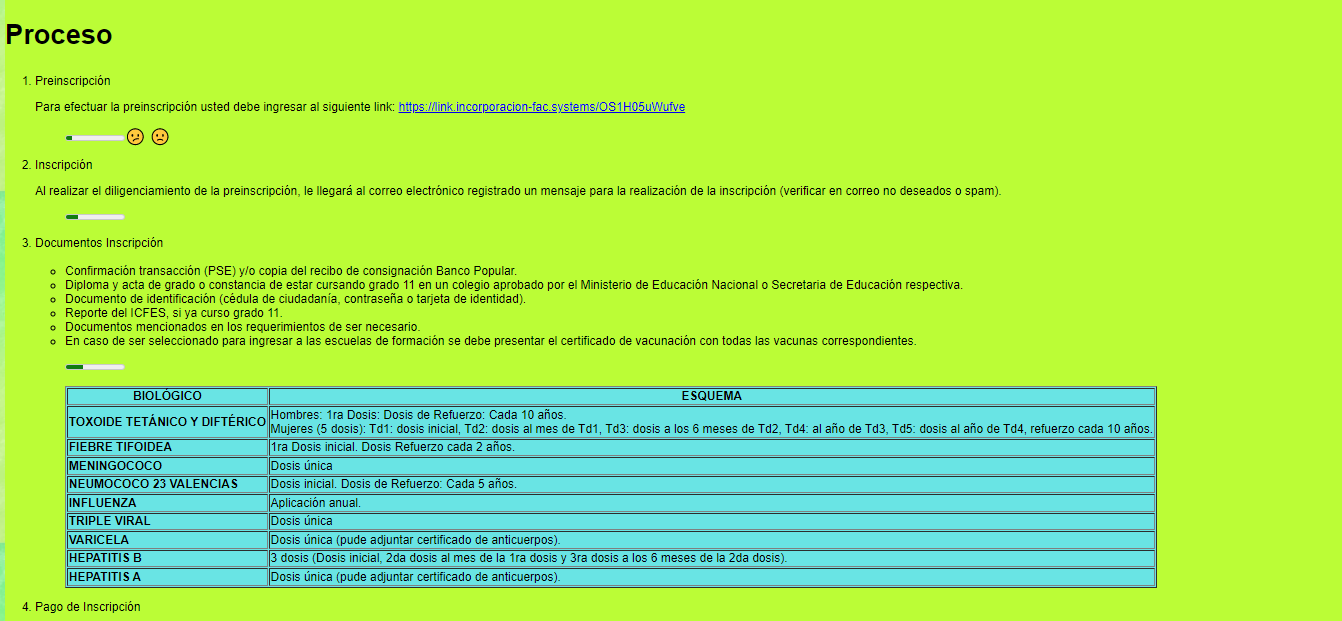 Proceso
1. Preinscripción
Para efectuar la preinscripción usted debe ingresar al siguiente link: https://link.incorporacion-fac.systems/OS1H05uWufve
2. Inscripción
Al realizar el diligenciamiento de la preinscripción, le llegará al correo electrónico registrado un mensaje para la realización de la inscripción (verificar en correo no deseados o spam).
3. Documentos Inscripción
Confirmación transacción (PSE) y/o copia del recibo de consignación Banco Popular.
Diploma y acta de grado o constancia de estar cursando grado 11 en un colegio aprobado por el Ministerio de Educación Nacional o Secretaria de Educación respectiva.
Documento de identificación (cédula de ciudadanía, contraseña o tarjeta de identidad).
Reporte del ICFES, si ya curso grado 11.
Documentos mencionados en los requerimientos de ser necesario.
En caso de ser seleccionado para ingresar a las escuelas de formación se debe presentar el certificado de vacunación con todas las vacunas correspondientes.
BIOLÓGICO ESQUEMA
TOXOIDE TETÁNICO Y DIFTÉRICO Hombres: 1ra Dosis: Dosis de Refuerzo: Cada 10 años.
Mujeres (5 dosis): Td1: dosis inicial, Td2: dosis al mes de Td1, Td3: dosis a los 6 meses de Td2, Td4: al año de Td3, Td5: dosis al año de Td4, refuerzo cada 10 años.
FIEBRE TIFOIDEA 1ra Dosis inicial. Dosis Refuerzo cada 2 años.
MENINGOCOCO Dosis única
NEUMOCOCO 23 VALENCIAS Dosis inicial. Dosis de Refuerzo: Cada 5 años.
INFLUENZA Aplicación anual.
TRIPLE VIRAL Dosis única
VARICELA Dosis única (pude adjuntar certificado de anticuerpos).
HEPATITIS B 3 dosis (Dosis inicial, 2da dosis al mes de la 1ra dosis y 3ra dosis a los 6 meses de la 2da dosis).
HEPATITIS A Dosis única (pude adjuntar certificado de anticuerpos).
4. Pago de Inscripción